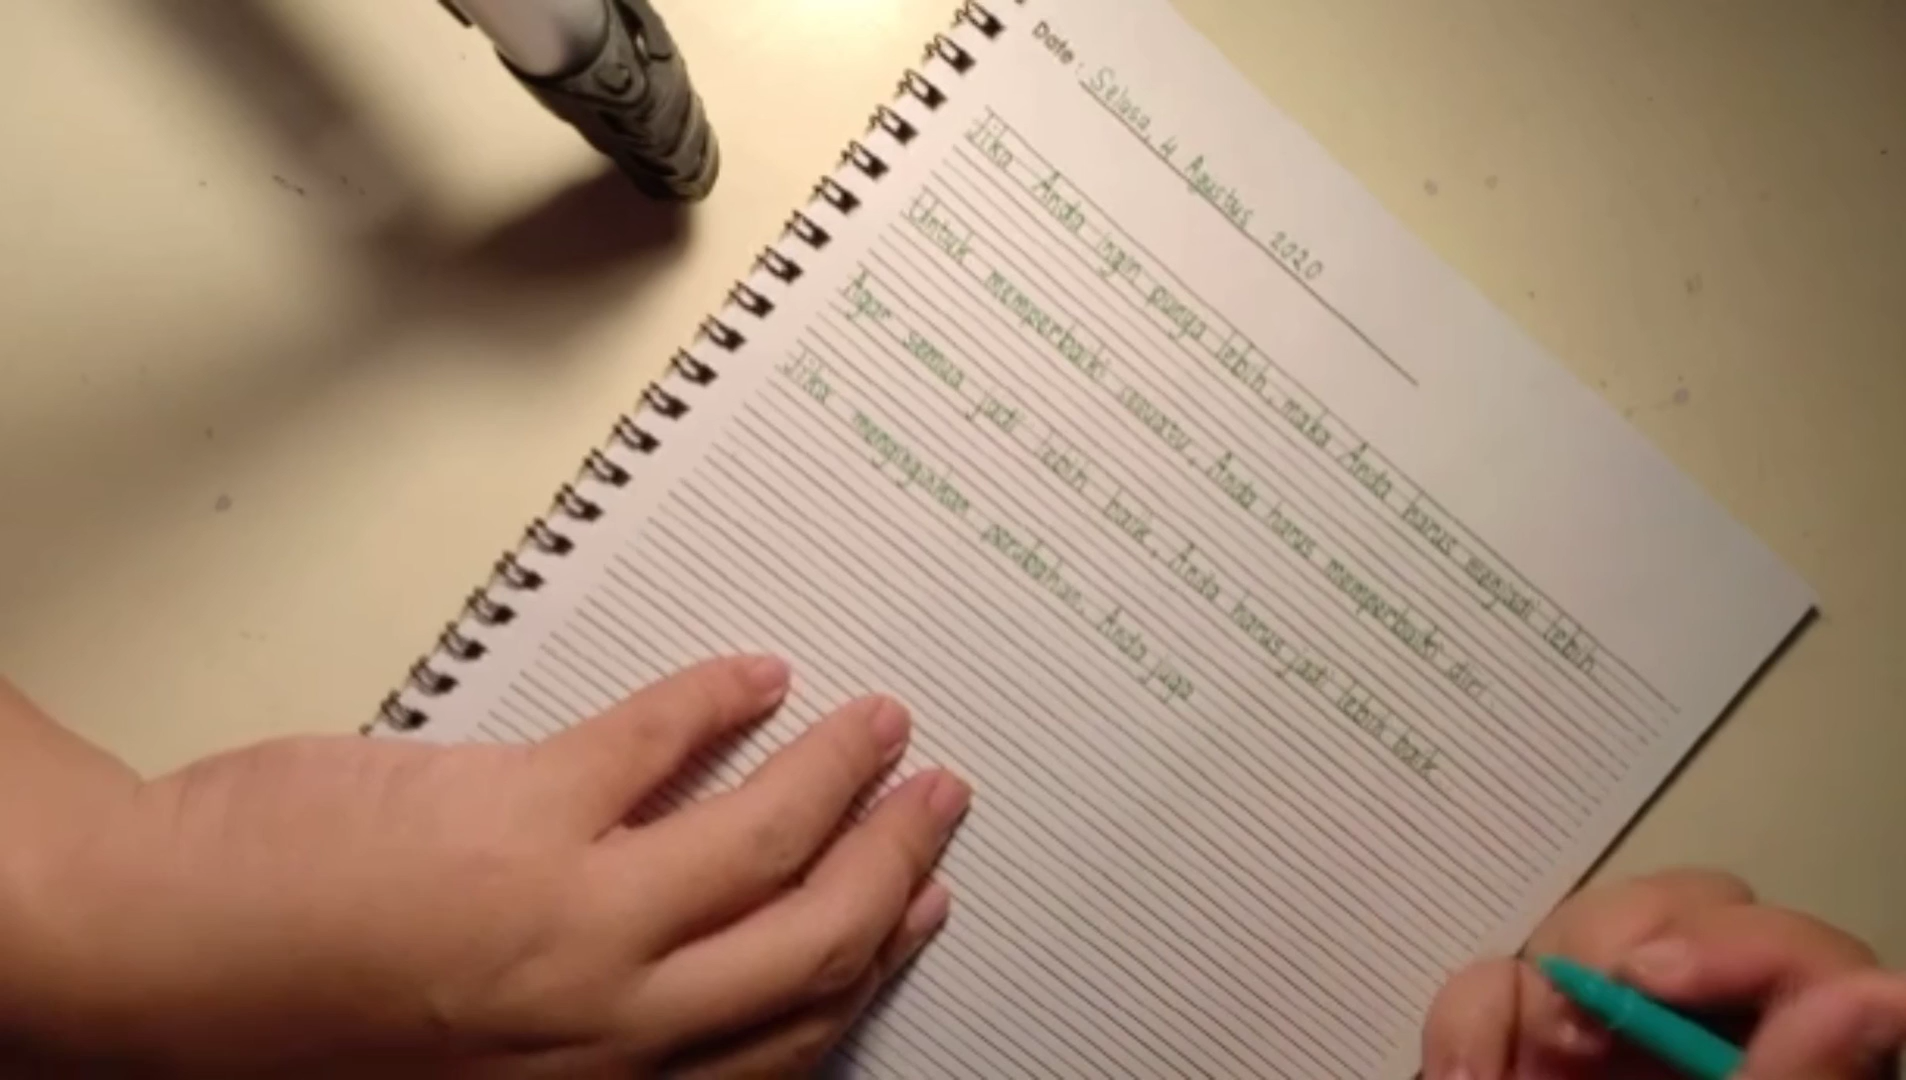 Date : Selasa, 4 Agustus 2020
Jika Anda ingin punya lebih, maka Anda harus menjadi lebih.
Untuk memperbaiki sesuatu, Anda harus memperbaiki diri.
Agar semua jadi lebih baik, Anda harus jadi lebih baik.
Jika menginginkan perubahan, Anda juga